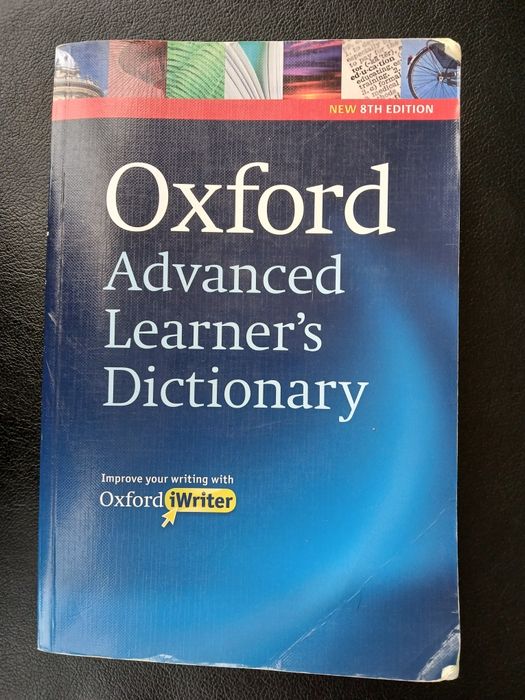 NEW 8TH EDITION
Oxford
Advanced
Learner's
Dictionary
Improve your writing with
Oxford iWriter